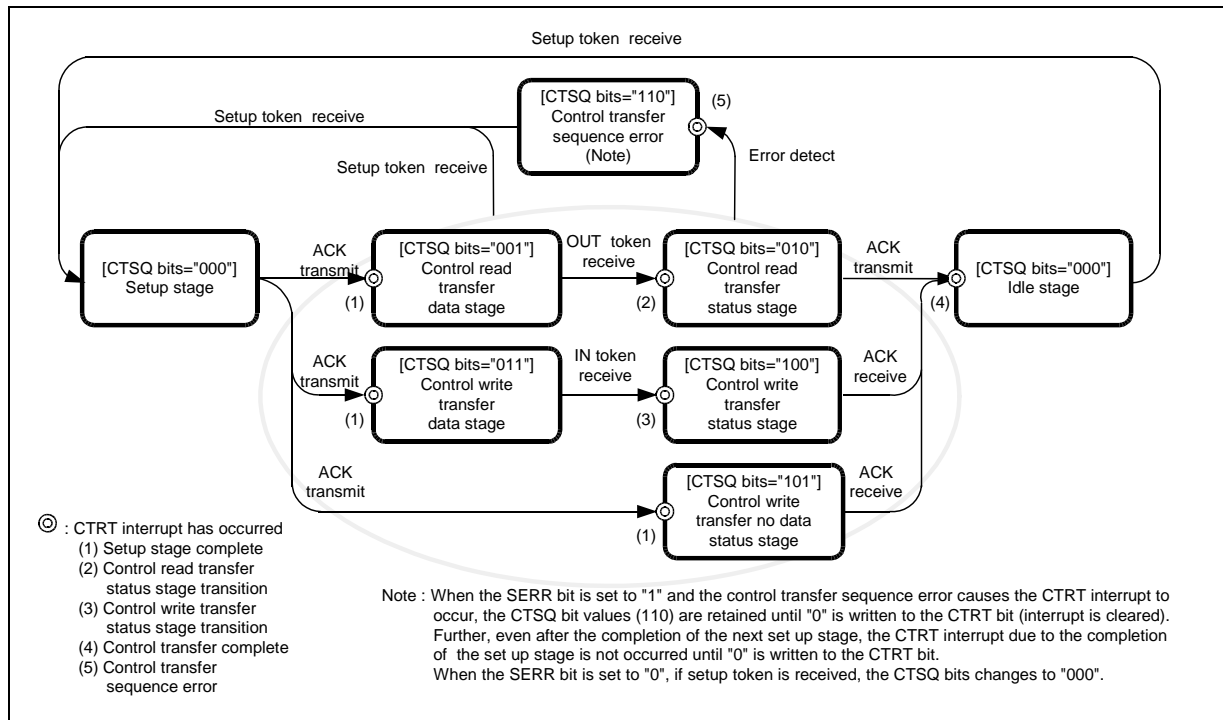 Setup token receive
[CTSQ bits="110"]
Control transfer
sequence error
(Note)
(5)
Setup token receive
Setup token receive
Error detect
[CTSQ bits="000"]
Setup stage
ACK
transmit
(1)
[CTSQ bits="001"]
Control read
transfer
data stage
OUT token
receive
(2)
[CTSQ bits="010"]
Control read
transfer
status stage
ACK
transmit
(4)
[CTSQ bits="000"]
Idle stage
ACK
transmit
(1)
[CTSQ bits="011"]
Control write
transfer
data stage
IN token
receive
(3)
[CTSQ bits="100"]
Control write
transfer
status stage
ACK
receive
ACK
transmit
(1)
[CTSQ bits="101"]
Control write
transfer no data
status stage
ACK
receive
: CTRT interrupt has occurred
(1) Setup stage complete
(2) Control read transfer
status stage transition
(3) Control write transfer
status stage transition
(4) Control transfer complete
(5) Control transfer
sequence error
Note : When the SERR bit is set to "1" and the control transfer sequence error causes the CTRT interrupt to
occur, the CTSQ bit values (110) are retained until "0" is written to the CTRT bit (interrupt is cleared).
Further, even after the completion of the next set up stage, the CTRT interrupt due to the completion
of the set up stage is not occurred until "0" is written to the CTRT bit.
When the SERR bit is set to "0", if setup token is received, the CTSQ bits changes to "000".